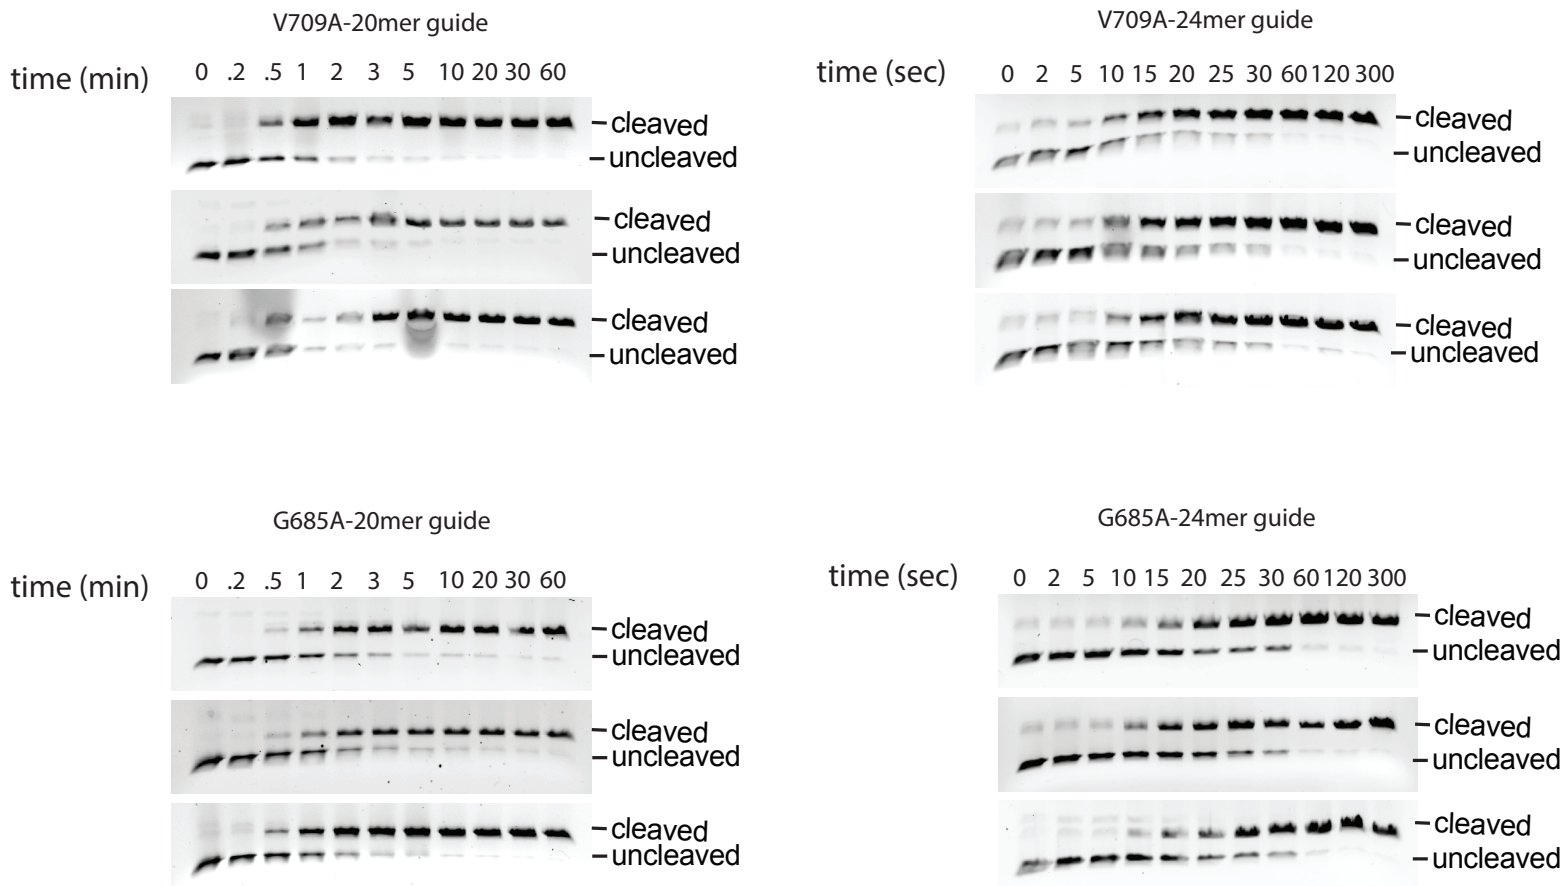 V709A-20mer guide
time (min) 0 .2 .5 1 2 3 5 10 20 30 60
cleaved
uncleaved
cleaved
uncleaved
cleaved
uncleaved
V709A-24mer guide
time (sec) 0 2 5 10 15 20 25 30 60 120 300
cleaved
uncleaved
cleaved
uncleaved
cleaved
uncleaved
G685A-20mer guide
time (min) 0 .2 .5 1 2 3 5 10 20 30 60
cleaved
uncleaved
cleaved
uncleaved
cleaved
uncleaved
G685A-24mer guide
time (sec) 0 2 5 10 15 20 25 30 60 120 300
cleaved
uncleaved
cleaved
uncleaved
cleaved
uncleaved